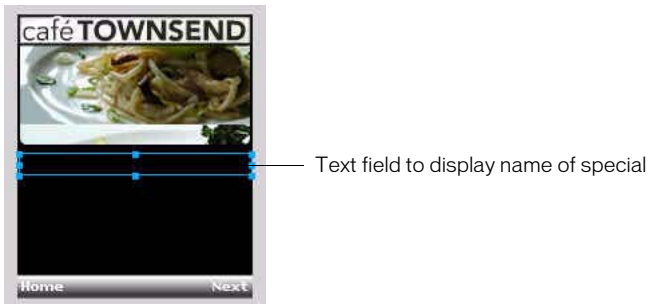 café TOWNSEND
Text field to display name of special
Home Next